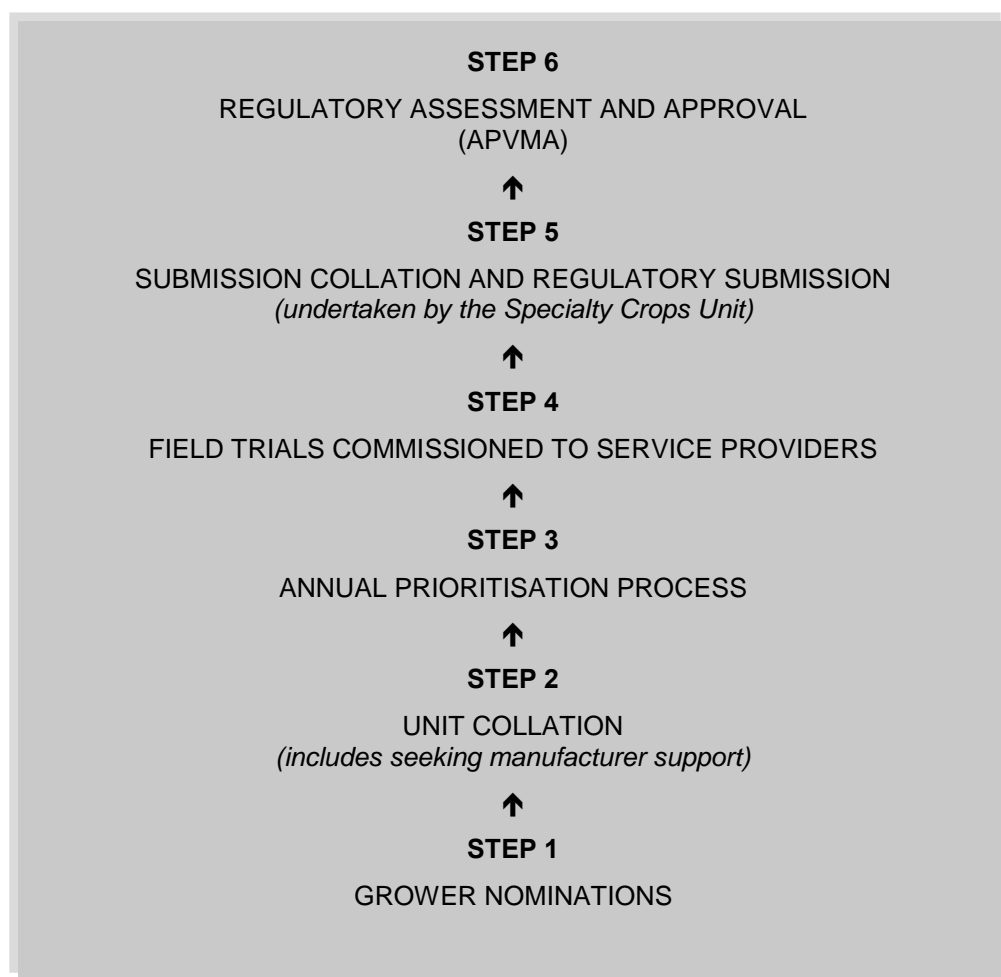 STEP 6
REGULATORY ASSESSMENT AND APPROVAL
(APVMA)
STEP 5
SUBMISSION COLLATION AND REGULATORY SUBMISSION
(undertaken by the Specialty Crops Unit)
STEP 4
FIELD TRIALS COMMISSIONED TO SERVICE PROVIDERS
STEP 3
ANNUAL PRIORITISATION PROCESS
STEP 2
UNIT COLLATION
(includes seeking manufacturer support)
STEP 1
GROWER NOMINATIONS